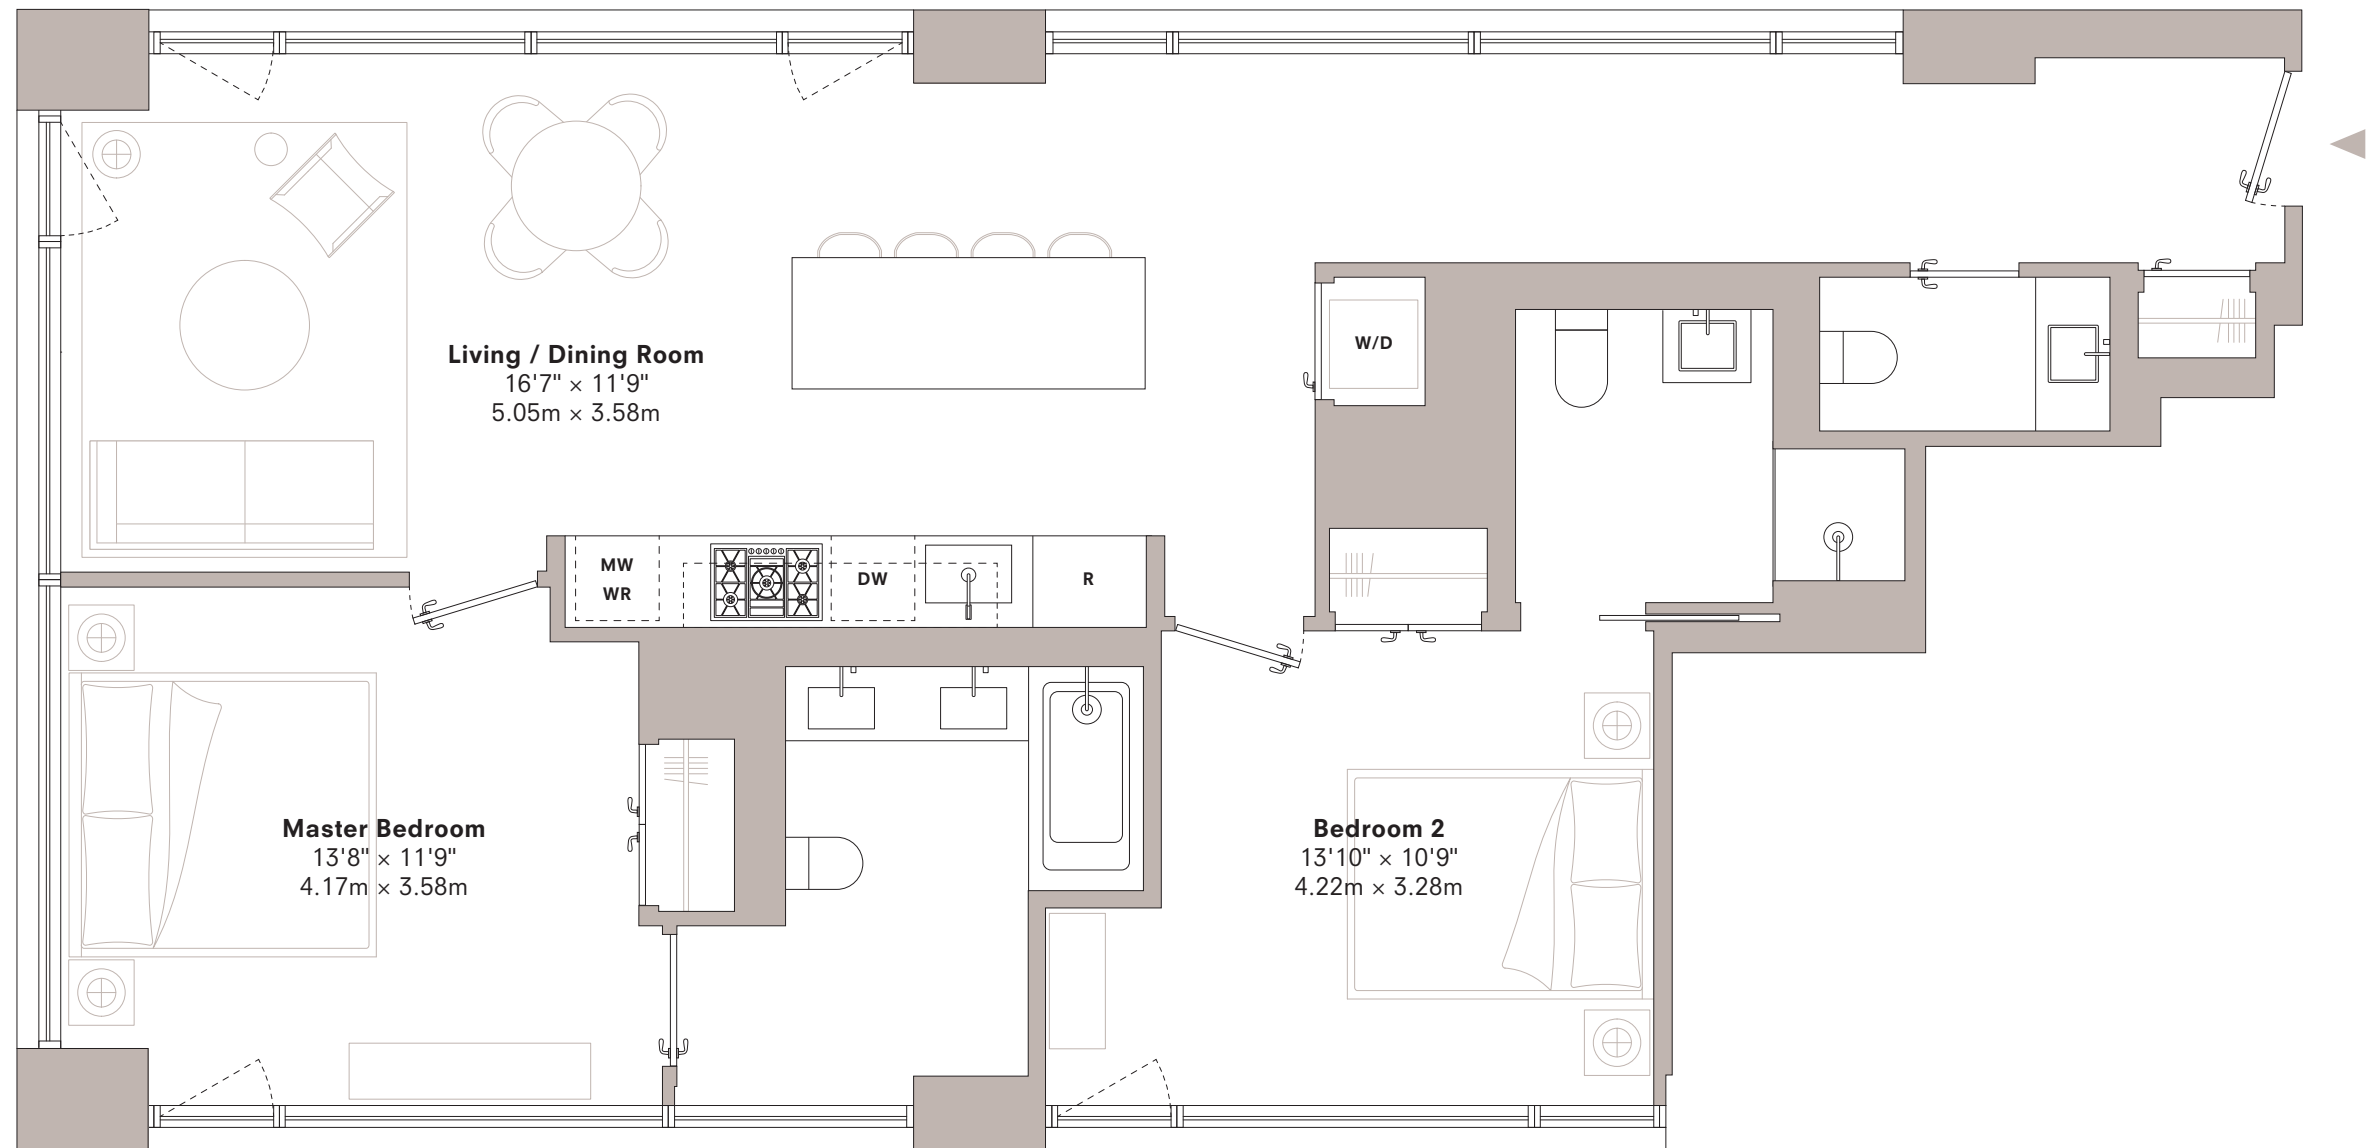 W/D
Living / Dining Room
16'7" × 11'9"
5.05m × 3.58m
MW
WR
DW
R
Master Bedroom
13'8" × 11'9"
4.17m × 3.58m
Bedroom 2
13'10" × 10'9"
4.22m × 3.28m